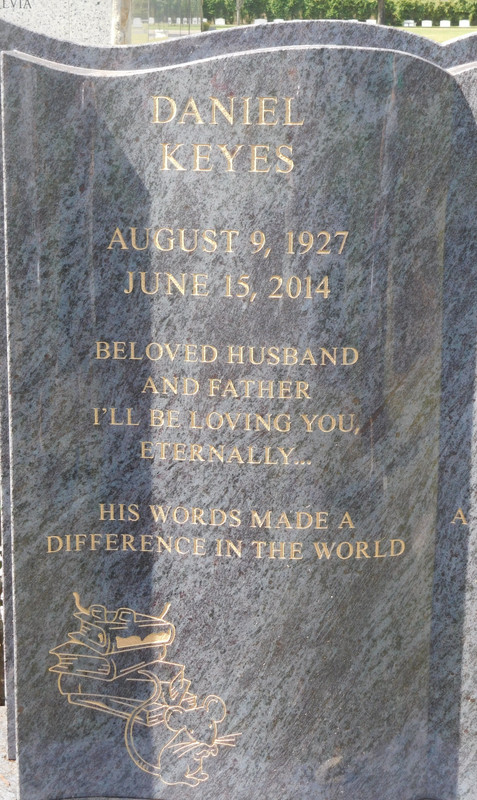 LVIA
DANIEL
KEYES
AUGUST 9, 1927
JUNE 15, 2014
BELOVED HUSBAND
AND FATHER
I'LL BE LOVING YOU,
ETERNALLY...
HIS WORDS MADE A
DIFFERENCE IN THE WORLD
A